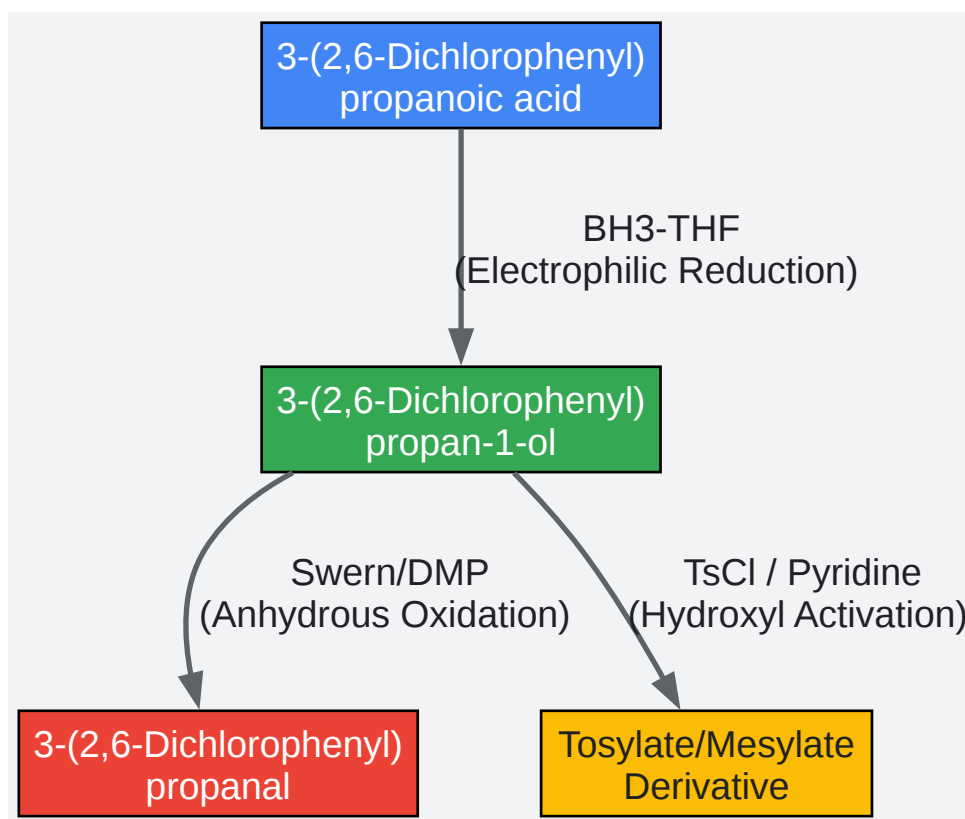 3-(2,6-Dichlorophenyl)
propanoic acid
BH3-THF
(Electrophilic Reduction)
3-(2,6-Dichlorophenyl)
propan-1-ol
Swern/DMP
(Anhydrous Oxidation)
TsCl / Pyridine
(Hydroxyl Activation)
3-(2,6-Dichlorophenyl)
propanal
Tosylate/Mesylate
Derivative